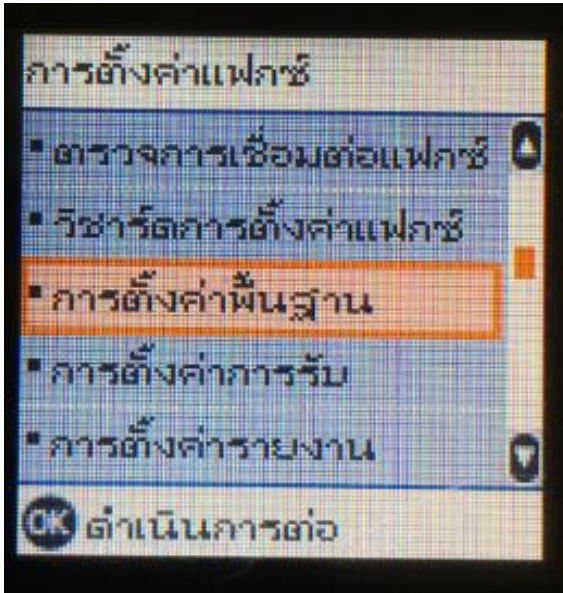 การตั้งค่าแฟกซ์
▪ ตรวจการเชื่อมต่อแฟกซ์
▪ วิซาร์ดการตั้งค่าแฟกซ์
▪ การตั้งค่าพื้นฐาน
▪ การตั้งค่าการรับ
▪ การตั้งค่ารายงาน
OK ดำเนินการต่อ